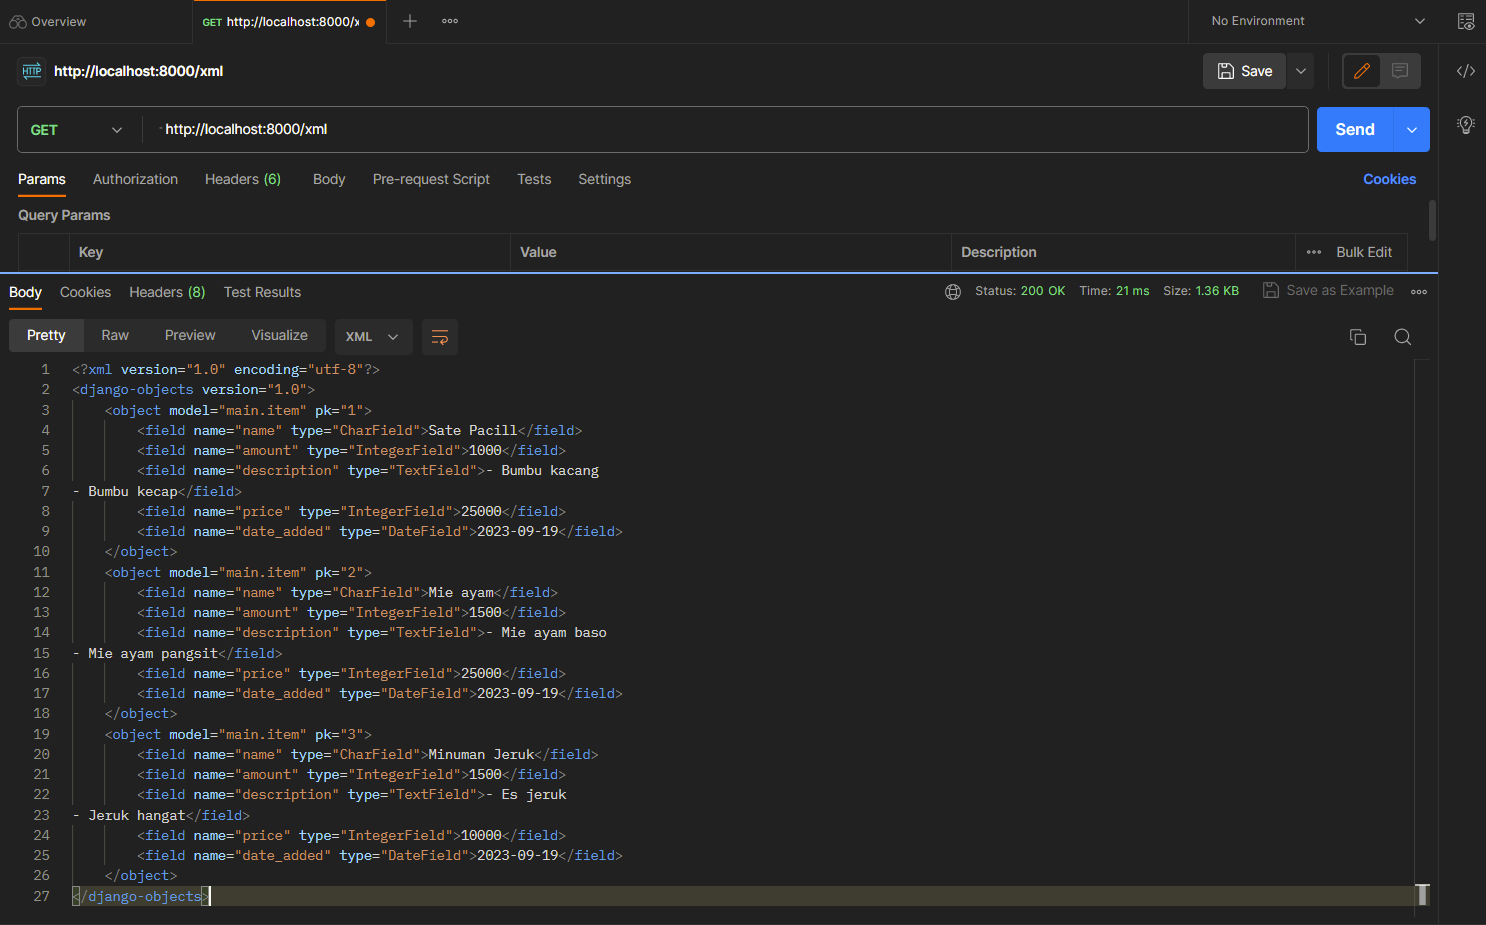 Overview
GET http://localhost:8000/x
No Environment
HTTP http://localhost:8000/xml
Save
GET http://localhost:8000/xml
Send
Params Authorization Headers (6) Body Pre-request Script Tests Settings Cookies
Query Params
Key Value Description Bulk Edit
Body Cookies Headers (8) Test Results Status: 200 OK Time: 21 ms Size: 1.36 KB Save as Example
Pretty Raw Preview Visualize XML
1 <?xml version="1.0" encoding="utf-8"?>
2 <django-objects version="1.0">
3 <object model="main.item" pk="1">
4 <field name="name" type="CharField">Sate Pacill</field>
5 <field name="amount" type="IntegerField">1000</field>
6 <field name="description" type="TextField">- Bumbu kacang
7 - Bumbu kecap</field>
8 <field name="price" type="IntegerField">25000</field>
9 <field name="date_added" type="DateField">2023-09-19</field>
10 </object>
11 <object model="main.item" pk="2">
12 <field name="name" type="CharField">Mie ayam</field>
13 <field name="amount" type="IntegerField">1500</field>
14 <field name="description" type="TextField">- Mie ayam baso
15 - Mie ayam pangsit</field>
16 <field name="price" type="IntegerField">25000</field>
17 <field name="date_added" type="DateField">2023-09-19</field>
18 </object>
19 <object model="main.item" pk="3">
20 <field name="name" type="CharField">Minuman Jeruk</field>
21 <field name="amount" type="IntegerField">1500</field>
22 <field name="description" type="TextField">- Es jeruk
23 - Jeruk hangat</field>
24 <field name="price" type="IntegerField">10000</field>
25 <field name="date_added" type="DateField">2023-09-19</field>
26 </object>
27 </django-objects>